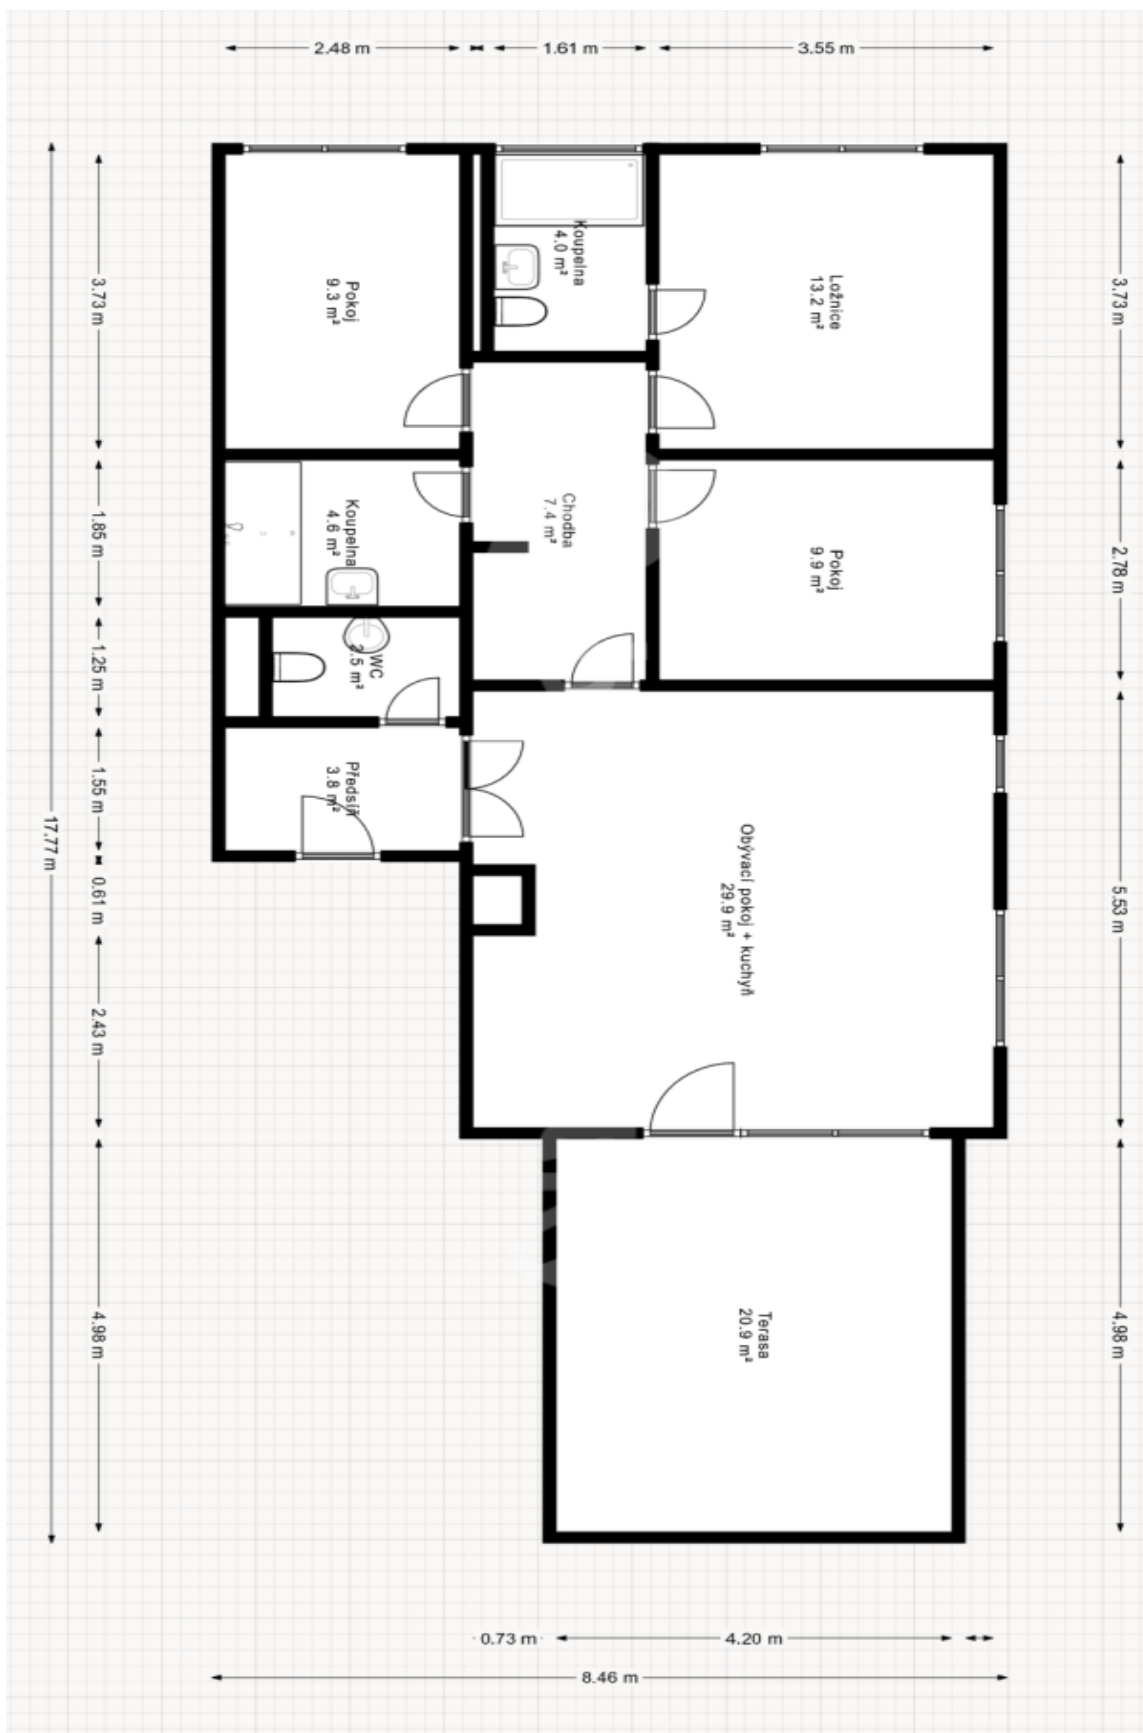 2.48 m
1.61 m
3.55 m
Pokoj
9.3 m²
Koupelna
4.0 m²
Ložnice
13.2 m²
3.73 m
3.73 m
Koupelna
4.6 m²
Chodba
7.4 m²
Pokoj
9.9 m²
1.85 m
2.78 m
WC
2.5 m²
1.25 m
Předsíň
3.8 m²
1.55 m
17.77 m
0.61 m
Obývací pokoj + kuchyň
29.9 m²
5.53 m
2.43 m
Terasa
20.9 m²
4.98 m
4.98 m
0.73 m
4.20 m
8.46 m